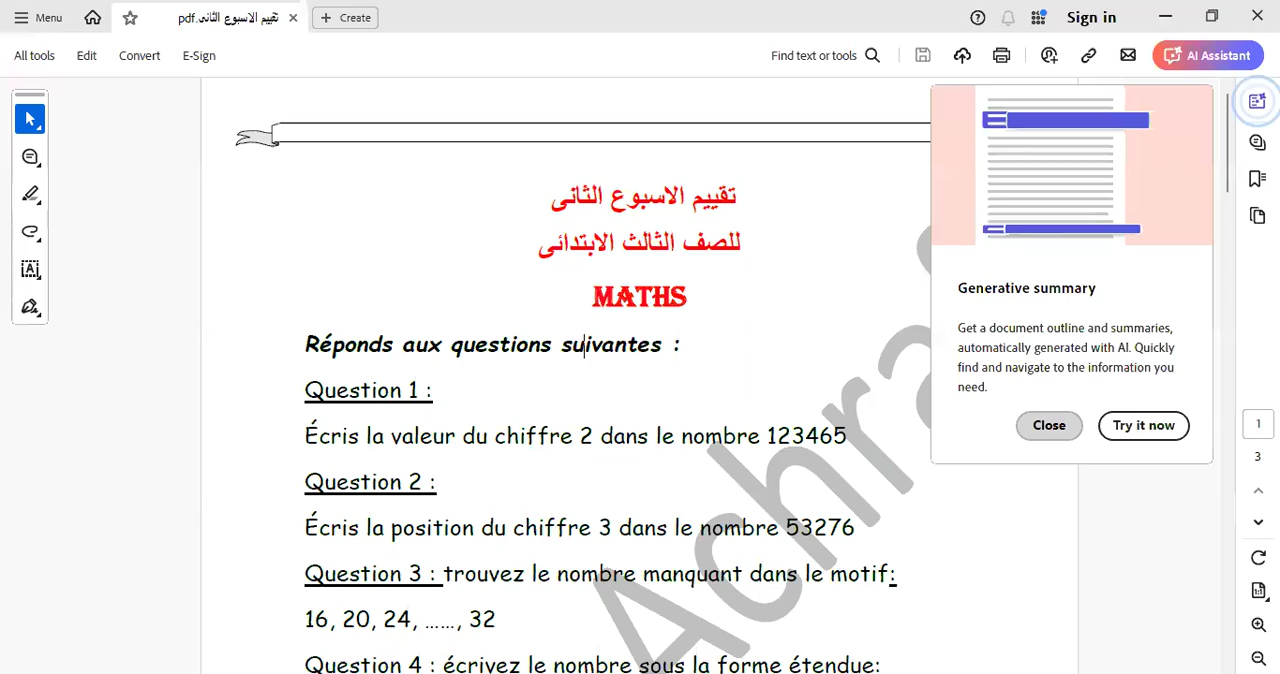 Menu
تقييم الاسبوع الثانى.pdf
Create
Sign in
All tools
Edit
Convert
E-Sign
Find text or tools
AI Assistant
تقييم الاسبوع الثانى
للصف الثالث الابتدائى
MATHS
Réponds aux questions suivantes :
Question 1 :
Écris la valeur du chiffre 2 dans le nombre 123465
Question 2 :
Écris la position du chiffre 3 dans le nombre 53276
Question 3 : trouvez le nombre manquant dans le motif:
16, 20, 24, ......, 32
Question 4 : écrivez le nombre sous la forme étendue:
Achra
Generative summary
Get a document outline and summaries,
automatically generated with AI. Quickly
find and navigate to the information you
need.
Close
Try it now
1
3